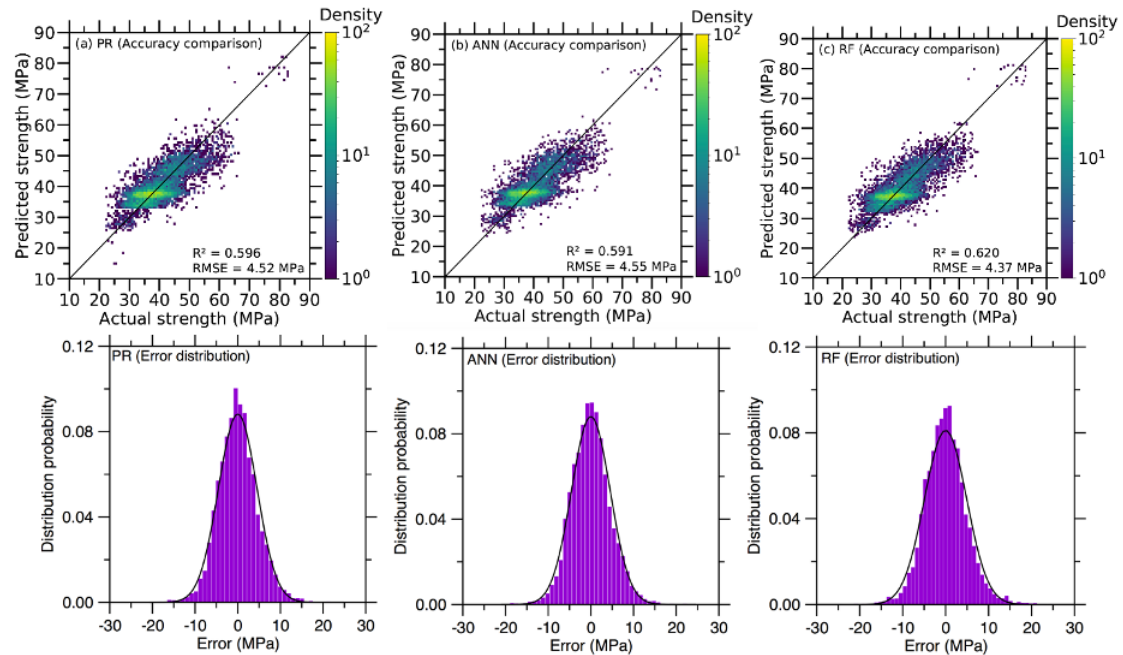 Density
90
80
70
60
50
40
30
20
10
10 20 30 40 50 60 70 80 90
10²
10¹
10⁰
(a) PR (Accuracy comparison)
R² = 0.596
RMSE = 4.52 MPa
Predicted strength (MPa)
Actual strength (MPa)
Density
90
80
70
60
50
40
30
20
10
10 20 30 40 50 60 70 80 90
10²
10¹
10⁰
(b) ANN (Accuracy comparison)
R² = 0.591
RMSE = 4.55 MPa
Predicted strength (MPa)
Actual strength (MPa)
Density
90
80
70
60
50
40
30
20
10
10 20 30 40 50 60 70 80 90
10²
10¹
10⁰
(c) RF (Accuracy comparison)
R² = 0.620
RMSE = 4.37 MPa
Predicted strength (MPa)
Actual strength (MPa)
PR (Error distribution)
0.12
0.08
0.04
0.00
-30 -20 -10 0 10 20 30
Distribution probability
Error (MPa)
ANN (Error distribution)
0.12
0.08
0.04
0.00
-30 -20 -10 0 10 20 30
Distribution probability
Error (MPa)
RF (Error distribution)
0.12
0.08
0.04
0.00
-30 -20 -10 0 10 20 30
Distribution probability
Error (MPa)